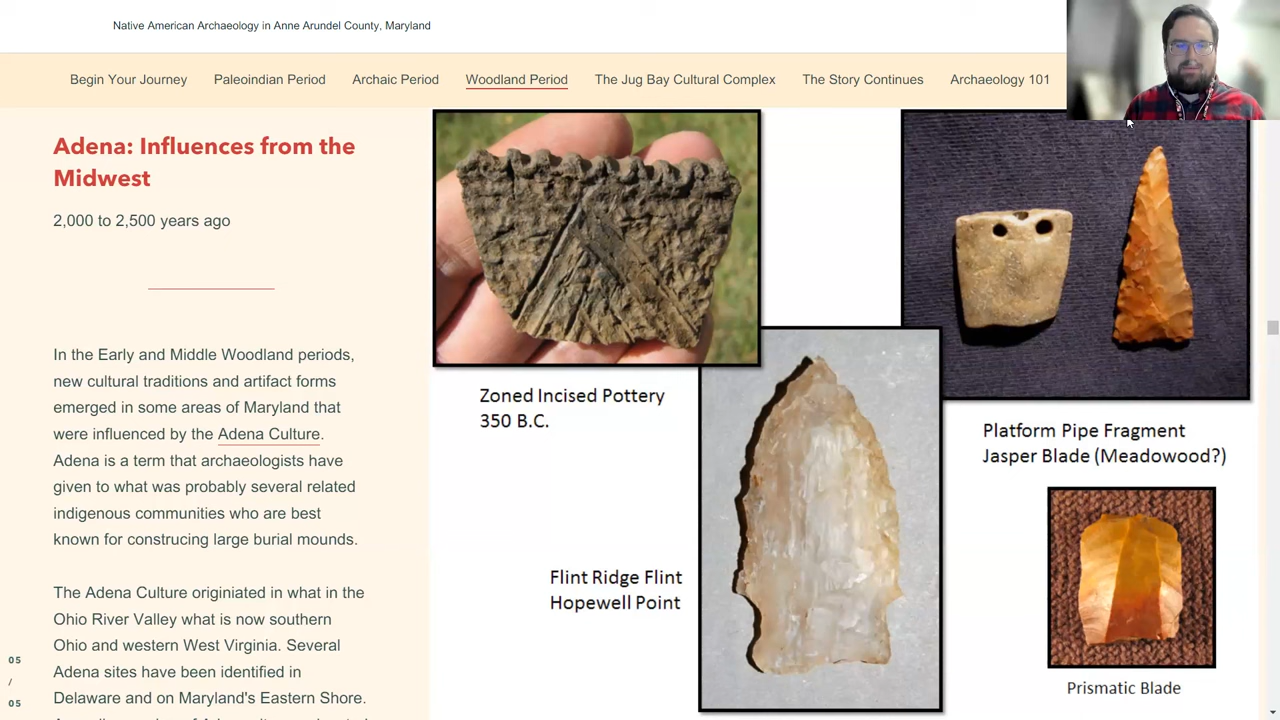 Native American Archaeology in Anne Arundel County, Maryland
Begin Your Journey
Paleoindian Period
Archaic Period
Woodland Period
The Jug Bay Cultural Complex
The Story Continues
Archaeology 101
Adena: Influences from the
Midwest
2,000 to 2,500 years ago
In the Early and Middle Woodland periods,
new cultural traditions and artifact forms
emerged in some areas of Maryland that
were influenced by the Adena Culture.
Adena is a term that archaeologists have
given to what was probably several related
indigenous communities who are best
known for construcing large burial mounds.
The Adena Culture originiated in what in the
Ohio River Valley what is now southern
Ohio and western West Virginia. Several
Adena sites have been identified in
Delaware and on Maryland's Eastern Shore.
05
/
05
Zoned Incised Pottery
350 B.C.
Flint Ridge Flint
Hopewell Point
Platform Pipe Fragment
Jasper Blade (Meadowood?)
Prismatic Blade